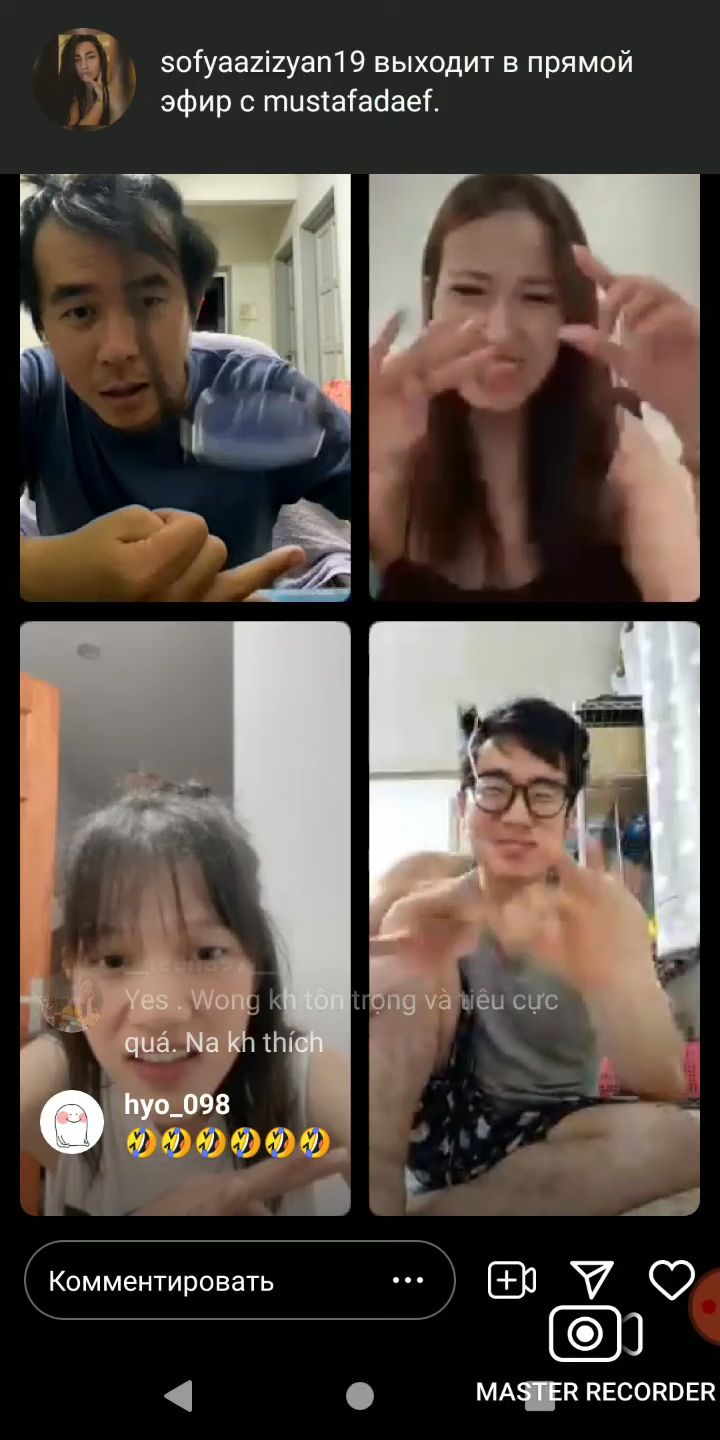 sofyaazizyan19 выходит в прямой
эфир с mustafadaef.
Yes . Wong kh tôn trọng và tiêu cực
quá. Na kh thích
hyo_098
🤣🤣🤣🤣🤣🤣
Комментировать
MASTER RECORDER